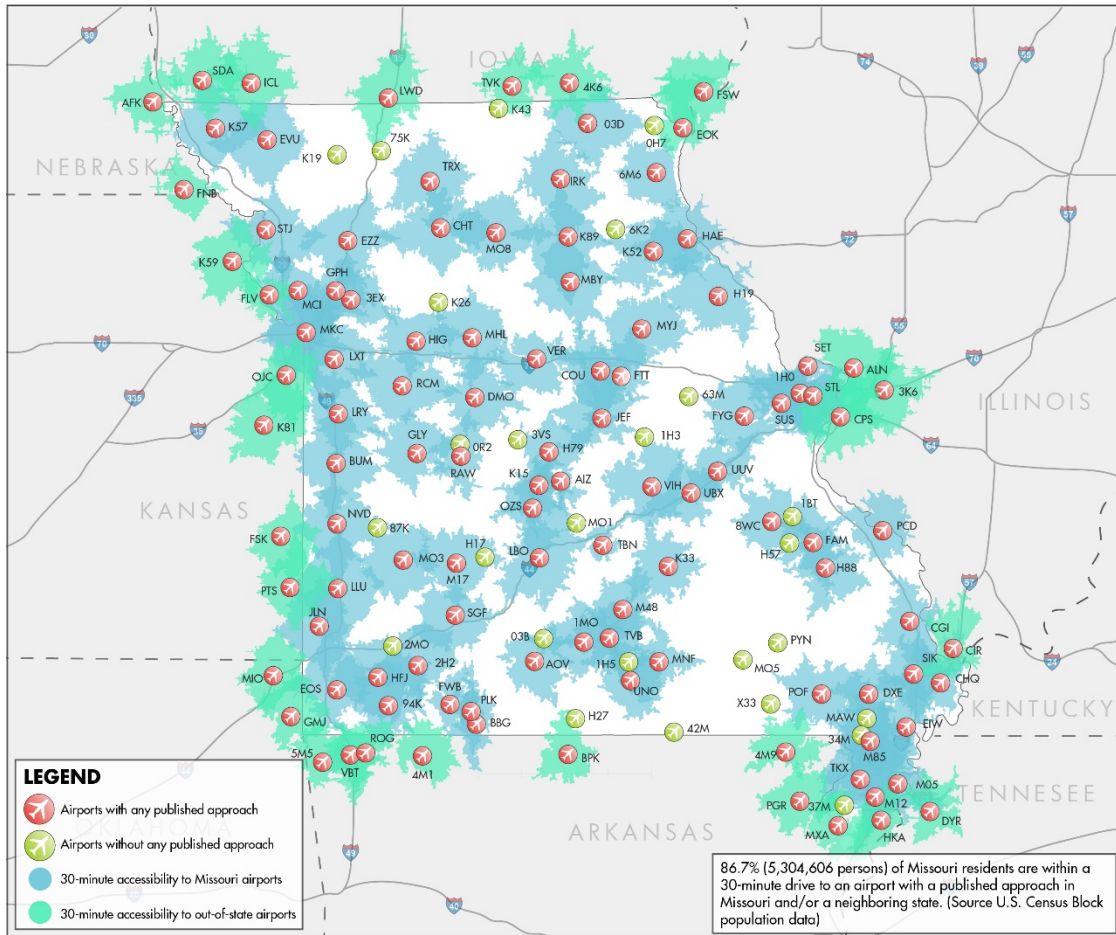 IOWA
SDA
ICL
AFK
LWD
TVK
4K6
K43
FSW
K57
EVU
75K
K19
03D
0H7
EOK
NEBRASKA
FNB
TRX
IRK
6M6
STJ
EZZ
CHT
MO8
K89
6K2
K52
HAE
K59
GPH
FLV
MCI
3EX
K26
MBY
H19
MKC
HIG
MHL
MYJ
LXT
VER
COU
FTT
SET
ALN
1H0
STL
3K6
OJC
RCM
DMO
63M
FYG
SUS
CPS
ILLINOIS
K81
LRY
JEF
GLY
0R2
3VS
H79
1H3
BUM
RAW
K15
AIZ
VIH
UBX
UUV
KANSAS
OZS
NVD
87K
MO1
8WC
1BT
PCD
FSK
H17
LBO
TBN
H57
FAM
MO3
M17
K33
H88
PTS
LLU
JLN
SGF
M48
CGI
2MO
03B
1MO
TVB
PYN
CIR
MIO
2H2
AOV
1H5
MNF
MO5
SIK
CHQ
EOS
HFJ
FWB
PLK
UNO
POF
DXE
KENTUCKY
GMJ
94K
BBG
H27
X33
MAW
EIW
42M
34M
M85
5M5
VBT
ROG
4M1
BPK
4M9
TKX
M05
PGR
37M
M12
TENNESSEE
MXA
HKA
DYR
ARKANSAS
OKLAHOMA
LEGEND
Airports with any published approach
Airports without any published approach
30-minute accessibility to Missouri airports
30-minute accessibility to out-of-state airports
86.7% (5,304,606 persons) of Missouri residents are within a
30-minute drive to an airport with a published approach in
Missouri and/or a neighboring state. (Source U.S. Census Block
population data)